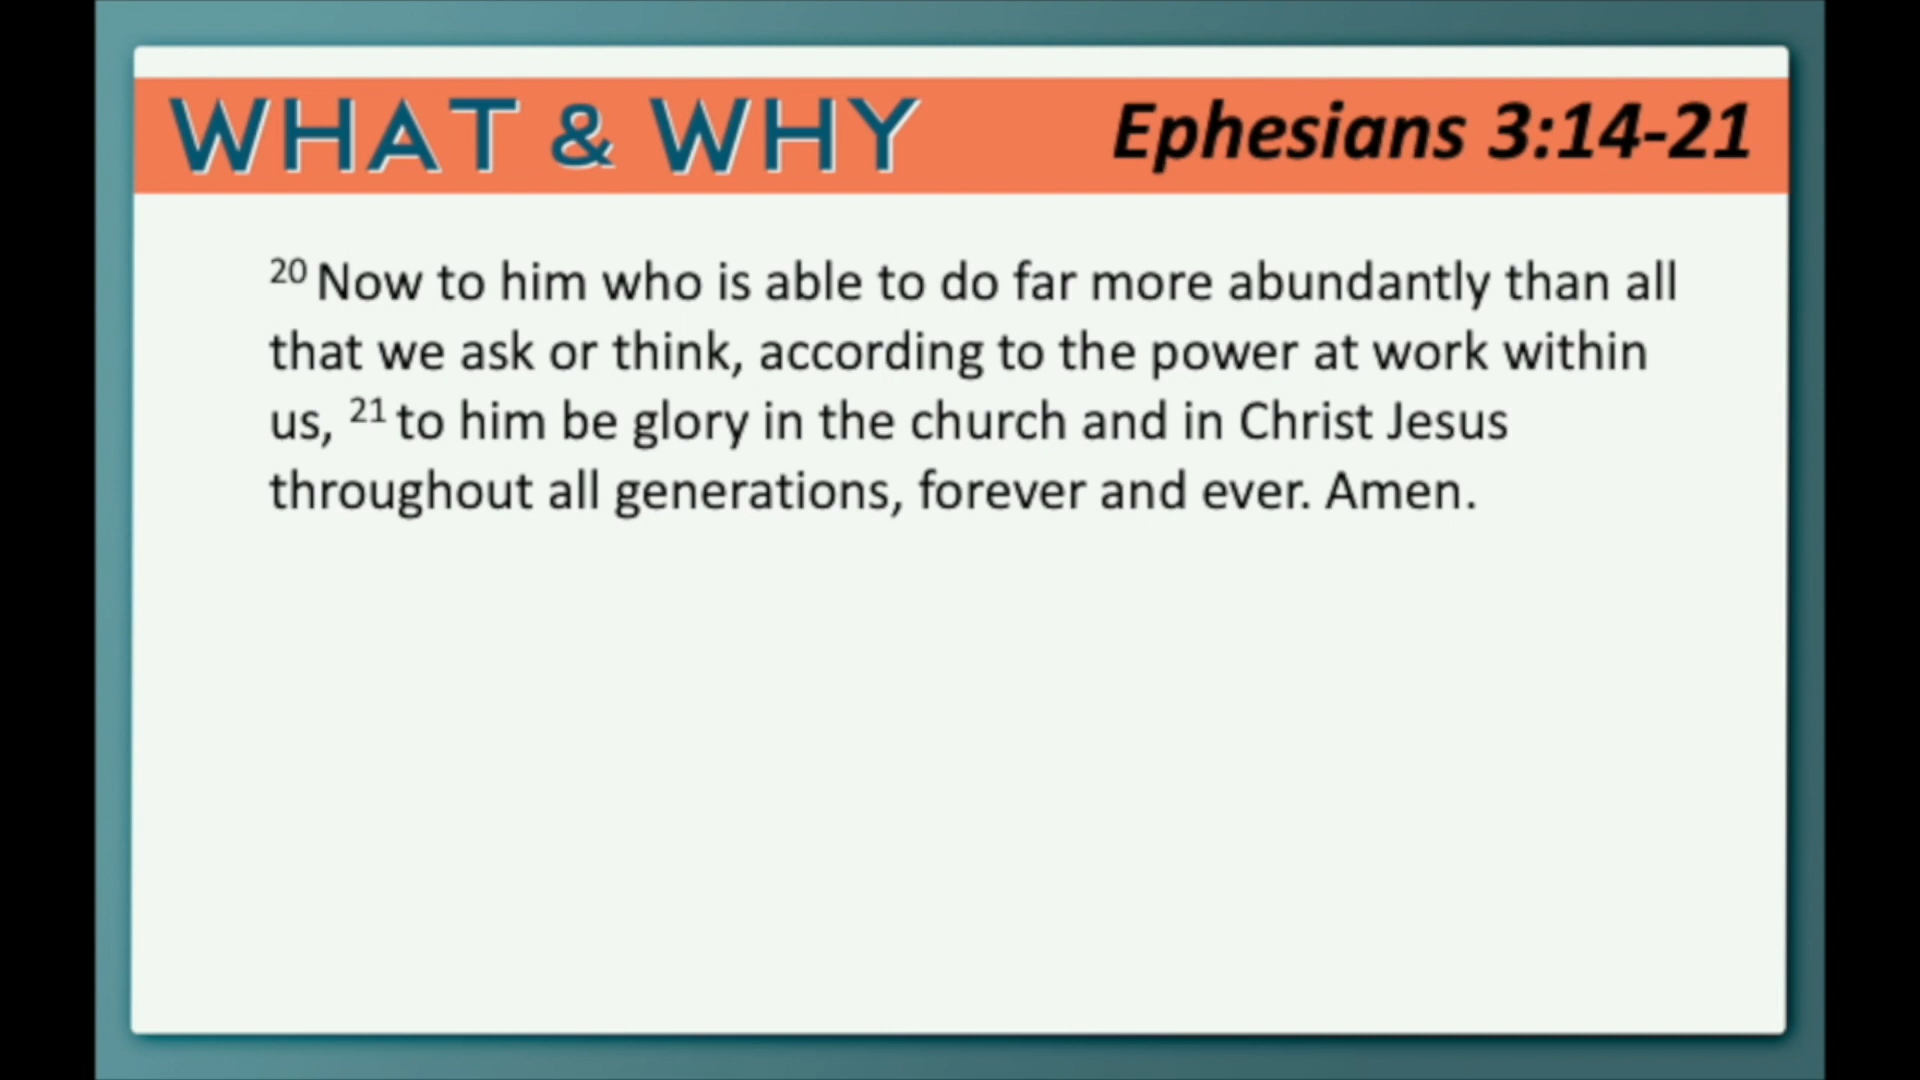 WHAT & WHY
Ephesians 3:14-21
20 Now to him who is able to do far more abundantly than all
that we ask or think, according to the power at work within
us, 21 to him be glory in the church and in Christ Jesus
throughout all generations, forever and ever. Amen.